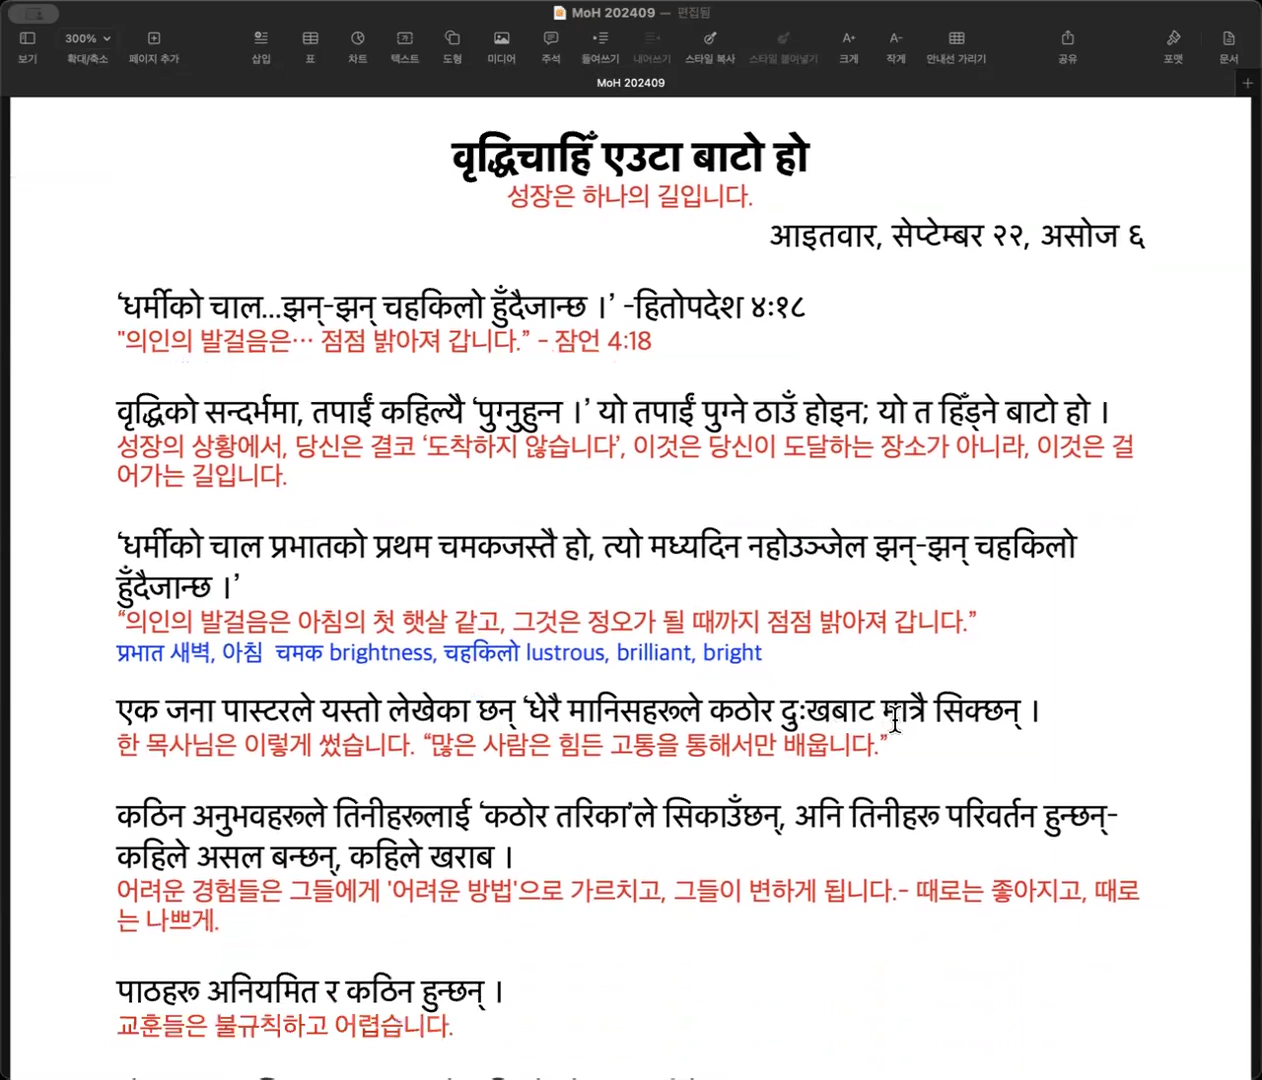 MoH 202409 — 편집됨
300%
보기
확대/축소
페이지 추가
삽입
표
차트
텍스트
도형
미디어
주석
들여쓰기
내어쓰기
스타일 복사
스타일 붙여넣기
크게
작게
안내선 가리기
공유
포맷
문서
MoH 202409
वृद्धिचाहिँ एउटा बाटो हो
성장은 하나의 길입니다.
आइतवार, सेप्टेम्बर २२, असोज ६
‘धर्मीको चाल...झन्-झन् चहकिलो हुँदैजान्छ ।’ -हितोपदेश ४:१८
"의인의 발걸음은… 점점 밝아져 갑니다.” – 잠언 4:18
वृद्धिको सन्दर्भमा, तपाईं कहिल्यै ‘पुग्नुहुन्न ।’ यो तपाईं पुग्ने ठाउँ होइन; यो त हिँड्ने बाटो हो ।
성장의 상황에서, 당신은 결코 ‘도착하지 않습니다’, 이것은 당신이 도달하는 장소가 아니라, 이것은 걸
어가는 길입니다.
‘धर्मीको चाल प्रभातको प्रथम चमकजस्तै हो, त्यो मध्यदिन नहोउञ्जेल झन्-झन् चहकिलो
हुँदैजान्छ ।’
“의인의 발걸음은 아침의 첫 햇살 같고, 그것은 정오가 될 때까지 점점 밝아져 갑니다.”
प्रभात 새벽, 아침 चमक brightness, चहकिलो lustrous, brilliant, bright
एक जना पास्टरले यस्तो लेखेका छन् ‘धेरै मानिसहरूले कठोर दुःखबाट मात्रै सिक्छन् ।
한 목사님은 이렇게 썼습니다. “많은 사람은 힘든 고통을 통해서만 배웁니다.”
कठिन अनुभवहरूले तिनीहरूलाई ‘कठोर तरिका’ले सिकाउँछन्, अनि तिनीहरू परिवर्तन हुन्छन्-
कहिले असल बन्छन्, कहिले खराब ।
어려운 경험들은 그들에게 '어려운 방법'으로 가르치고, 그들이 변하게 됩니다.– 때로는 좋아지고, 때로
는 나쁘게.
पाठहरू अनियमित र कठिन हुन्छन् ।
교훈들은 불규칙하고 어렵습니다.